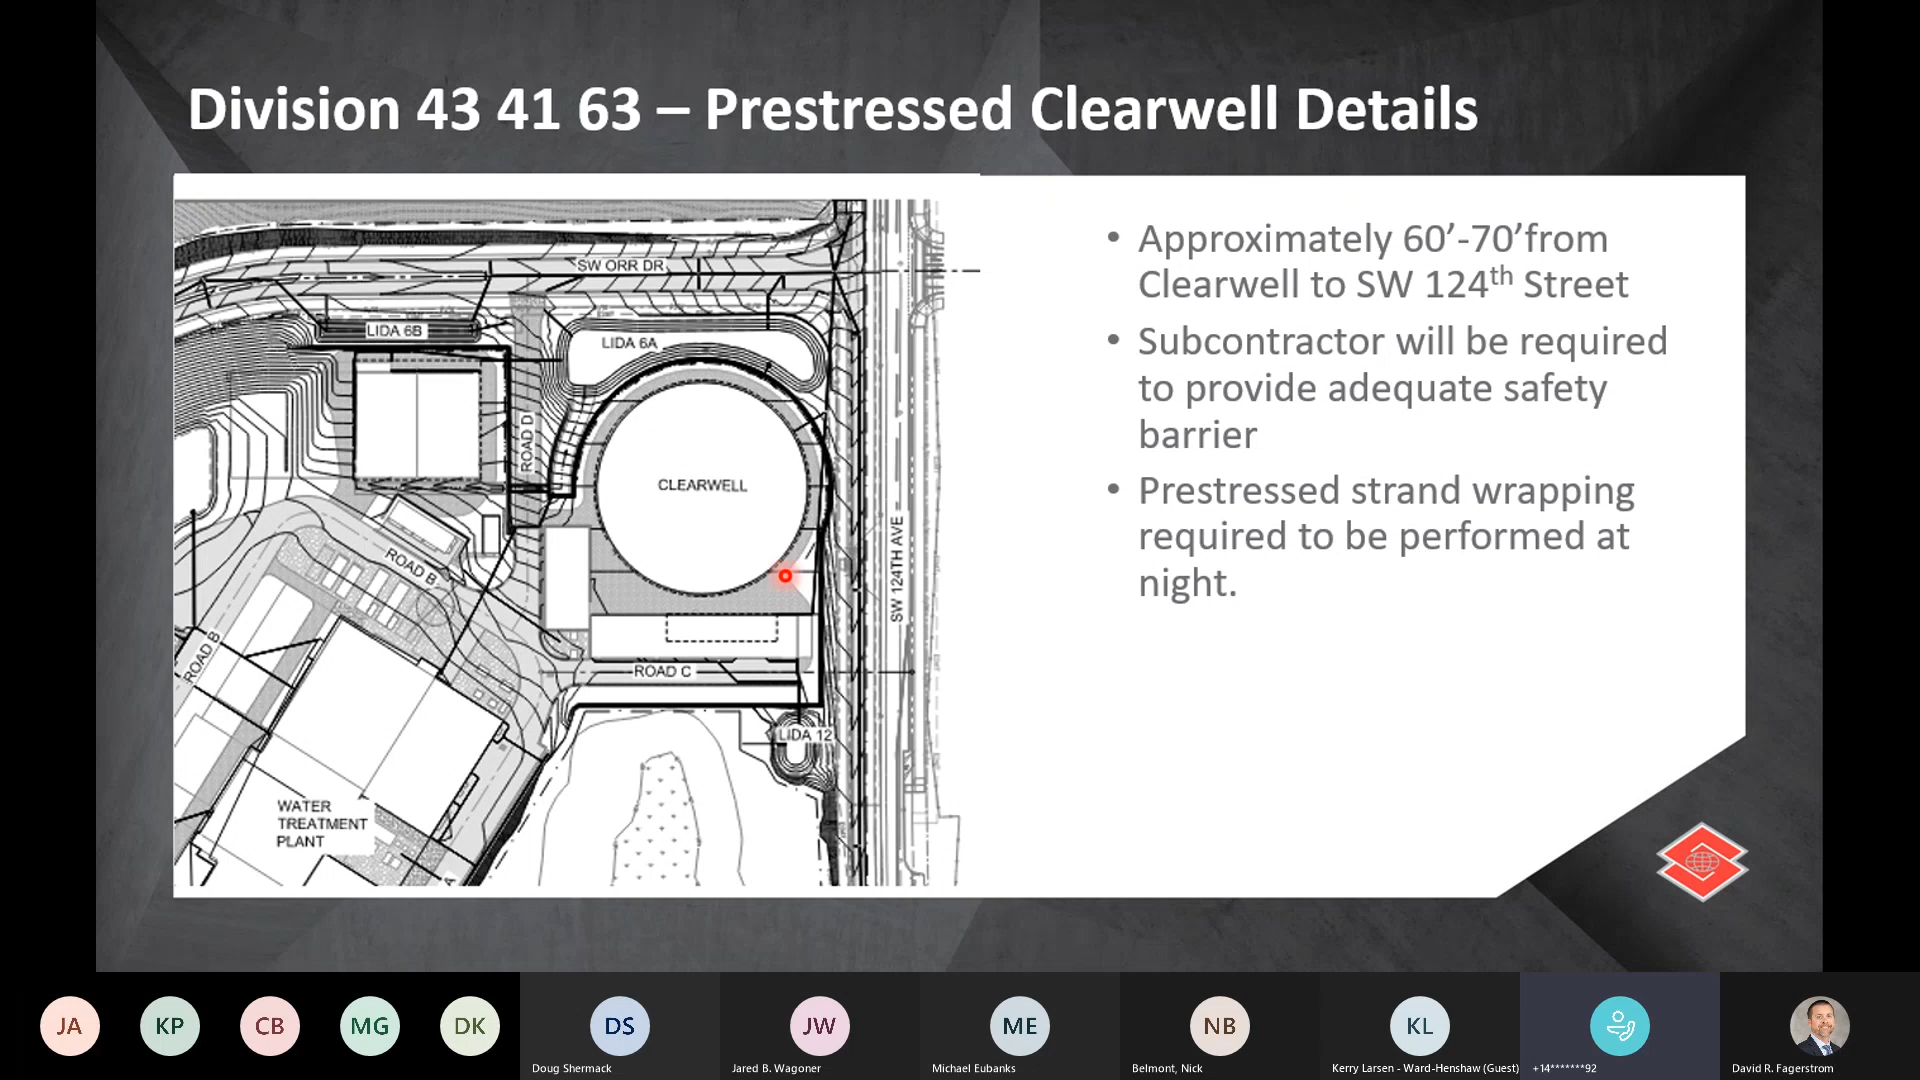 Division 43 41 63 – Prestressed Clearwell Details
SW ORR DR
LIDA 6B
LIDA 6A
ROAD D
CLEARWELL
SW 124TH AVE
ROAD B
ROAD B
ROAD C
LIDA 12
WATER
TREATMENT
PLANT
• Approximately 60’-70’from
Clearwell to SW 124th Street
• Subcontractor will be required
to provide adequate safety
barrier
• Prestressed strand wrapping
required to be performed at
night.
JA
KP
CB
MG
DK
DS
JW
ME
NB
KL
Doug Shermack
Jared B. Wagoner
Michael Eubanks
Belmont, Nick
Kerry Larsen - Ward-Henshaw (Guest)
+14*******92
David R. Fagerstrom